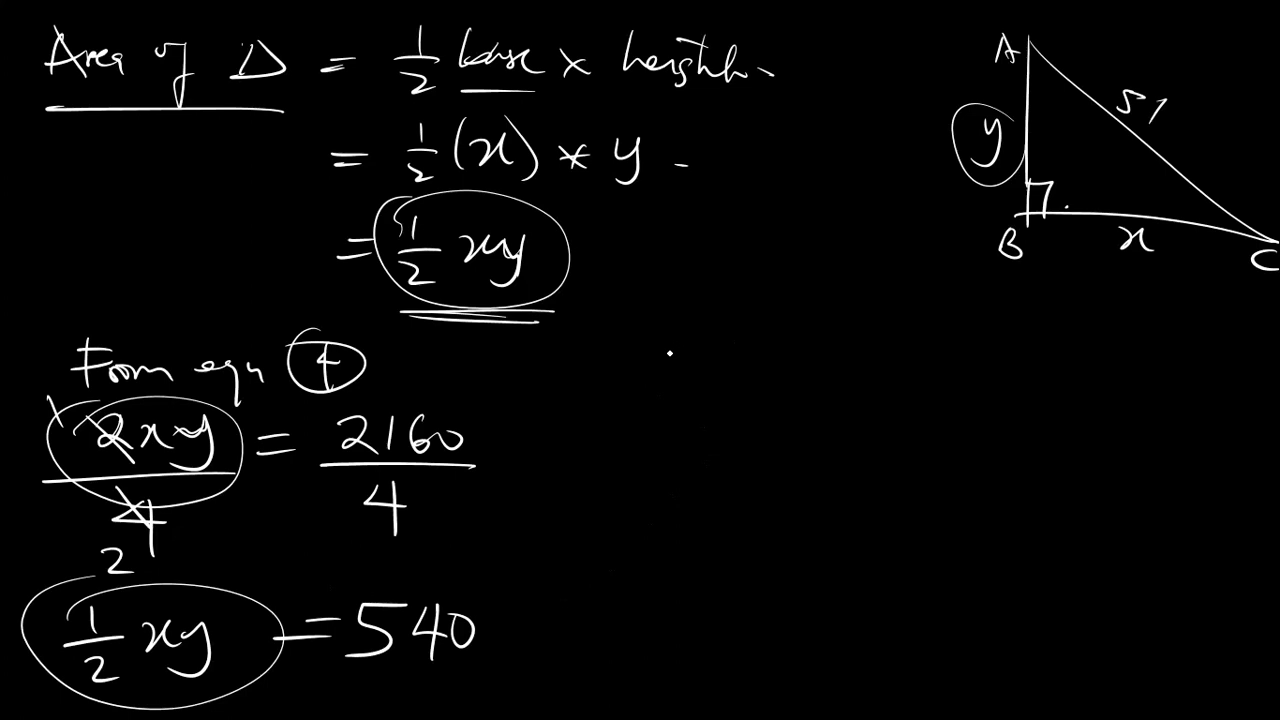 Area of Δ = 1/2 base × height.
= 1/2 (x) * y -
= 1/2 xy
From eqn 4
2xy/4 = 2160/4
2
1/2 xy = 540
A
51
y
B
x
C